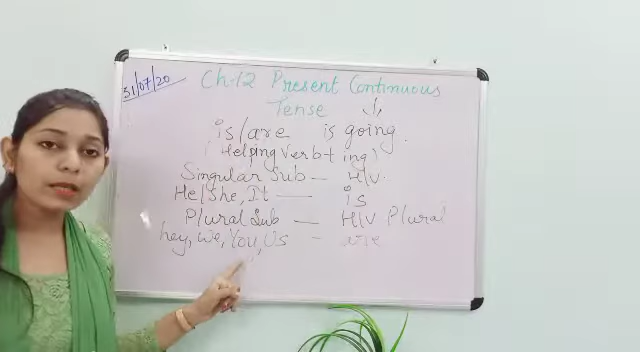 31/07/20
Ch-12 Present Continuous
Tense
is/are is going.
(Helping Verb + ing)
Singular Sub — H/V.
He/She, It — is
Plural Sub — H/V Plural
hey, We, You, Us - are